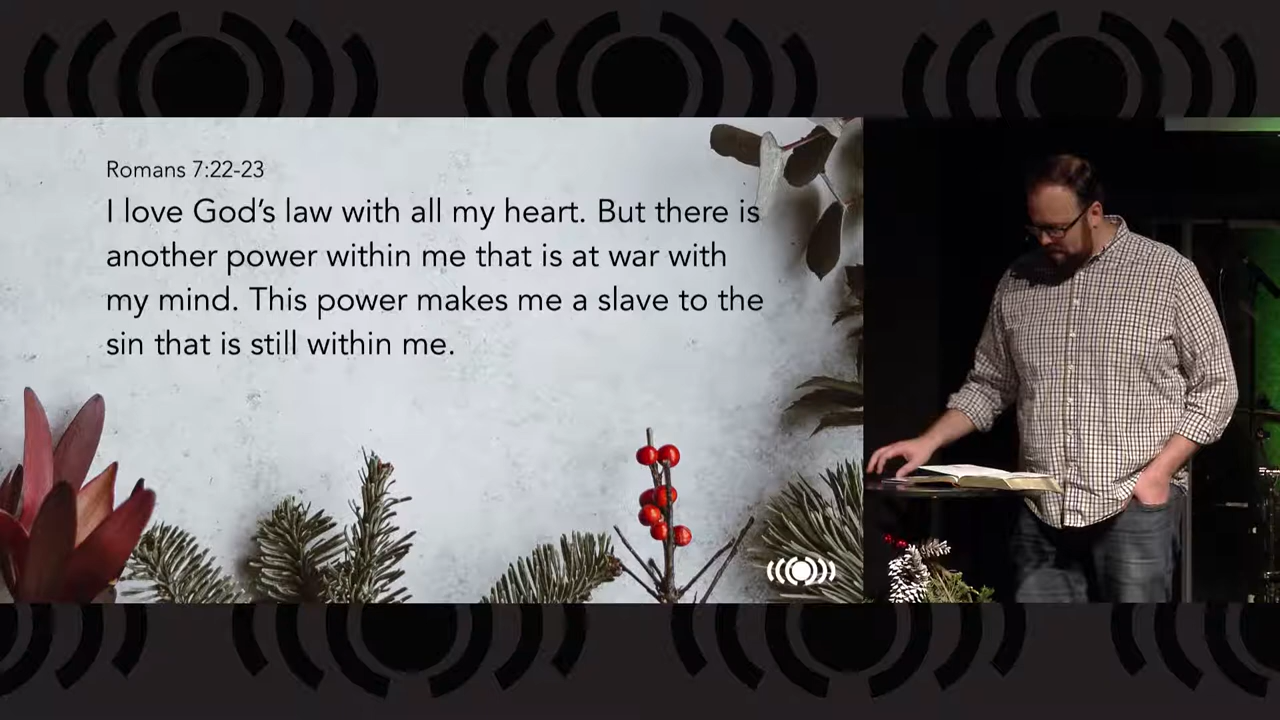 Romans 7:22-23
I love God’s law with all my heart. But there is
another power within me that is at war with
my mind. This power makes me a slave to the
sin that is still within me.